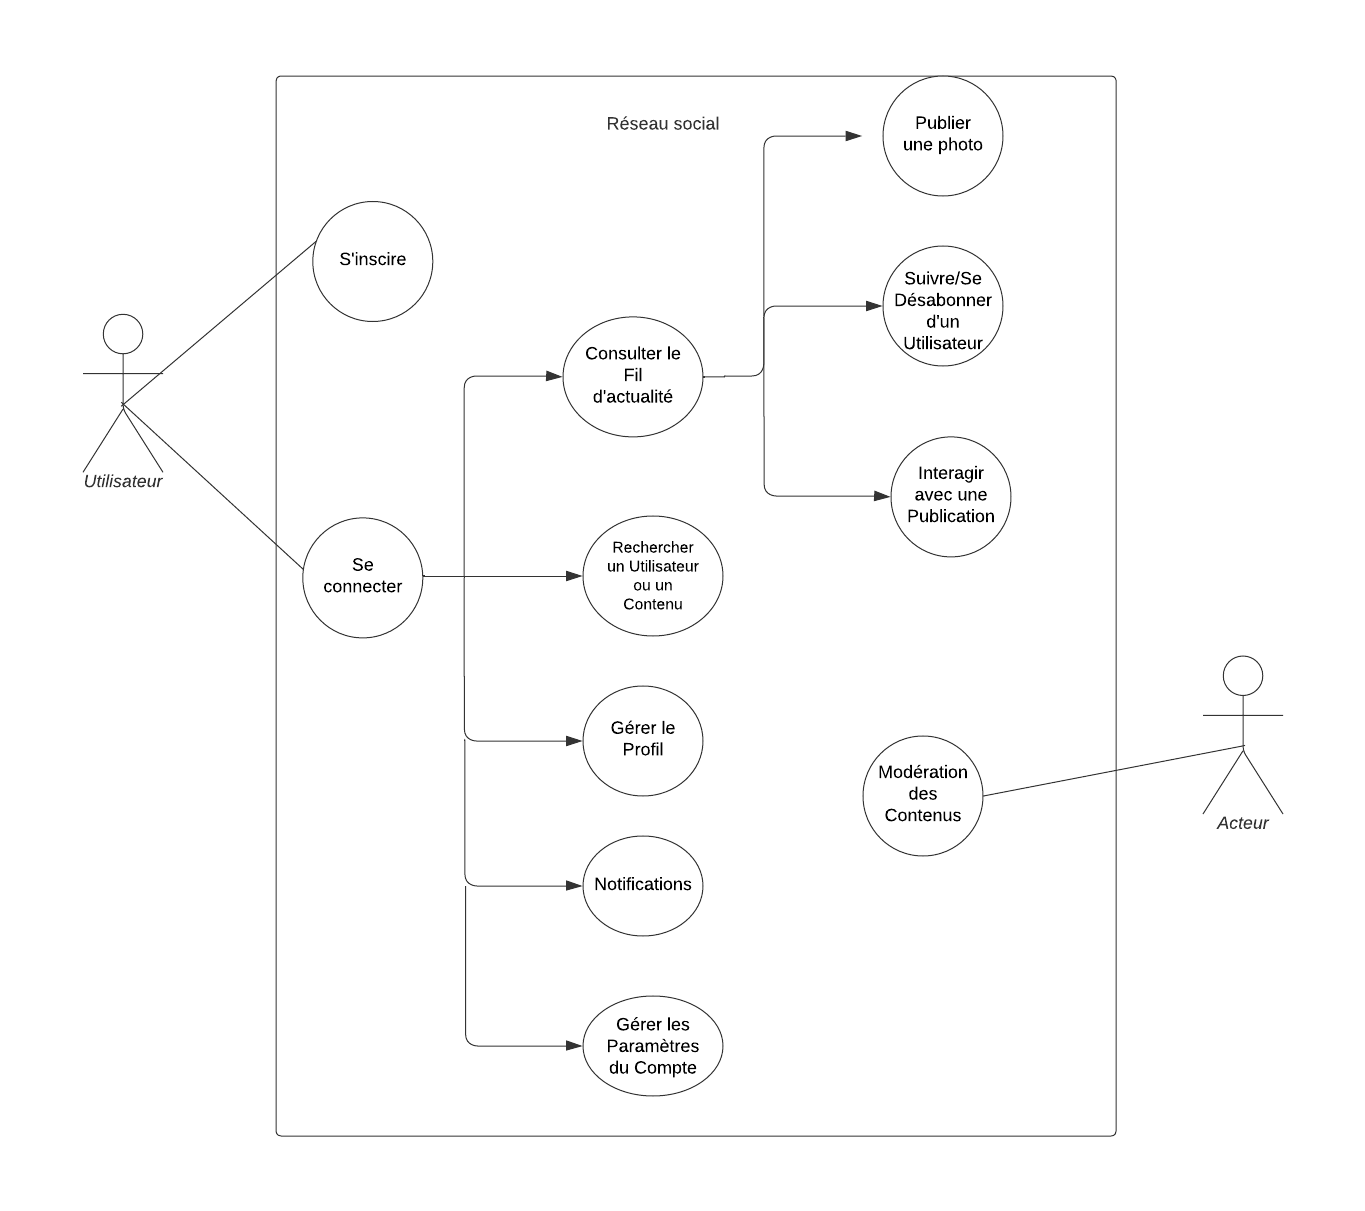 Réseau social
Publier
une photo
S'inscire
Suivre/Se
Désabonner
d'un
Utilisateur
Consulter le
Fil
d'actualité
Utilisateur
Interagir
avec une
Publication
Se
connecter
Rechercher
un Utilisateur
ou un
Contenu
Gérer le
Profil
Modération
des
Contenus
Acteur
Notifications
Gérer les
Paramètres
du Compte